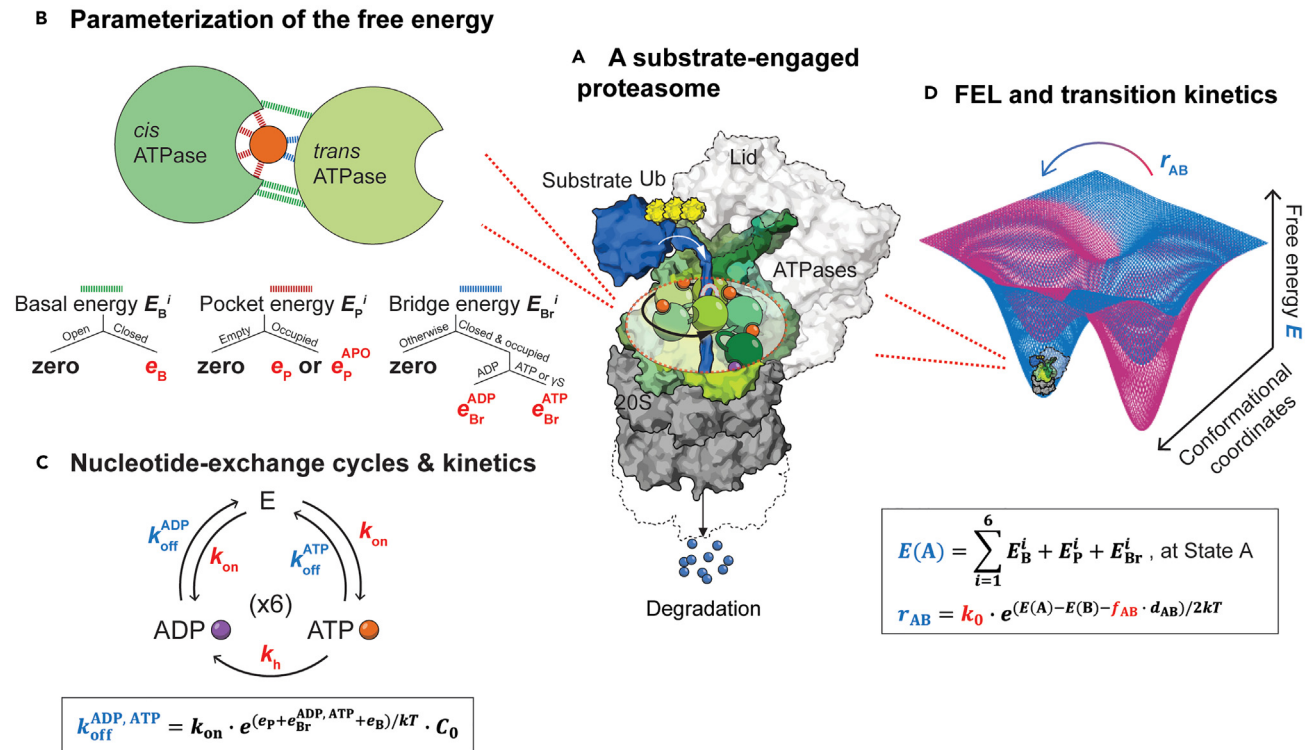 B Parameterization of the free energy
cis
ATPase
trans
ATPase
Basal energy E_B^i
Open
Closed
zero
e_B
Pocket energy E_P^i
Empty
Occupied
zero
e_P or e_P^APO
Bridge energy E_Br^i
Otherwise
Closed & occupied
zero
ADP
ATP or γS
e_Br^ADP
e_Br^ATP
C Nucleotide-exchange cycles & kinetics
E
k_off^ADP
k_on
k_off^ATP
k_on
(x6)
ADP
ATP
k_h
k_off^ADP, ATP = k_on · e^(e_P+e_Br^ADP, ATP+e_B)/kT · C_0
A A substrate-engaged
proteasome
Lid
Substrate Ub
ATPases
20S
Degradation
D FEL and transition kinetics
r_AB
Free energy E
Conformational
coordinates
E(A) = ∑_{i=1}^{6} E_B^i + E_P^i + E_Br^i , at State A
r_AB = k_0 · e^(E(A)−E(B)−f_AB · d_AB)/2kT